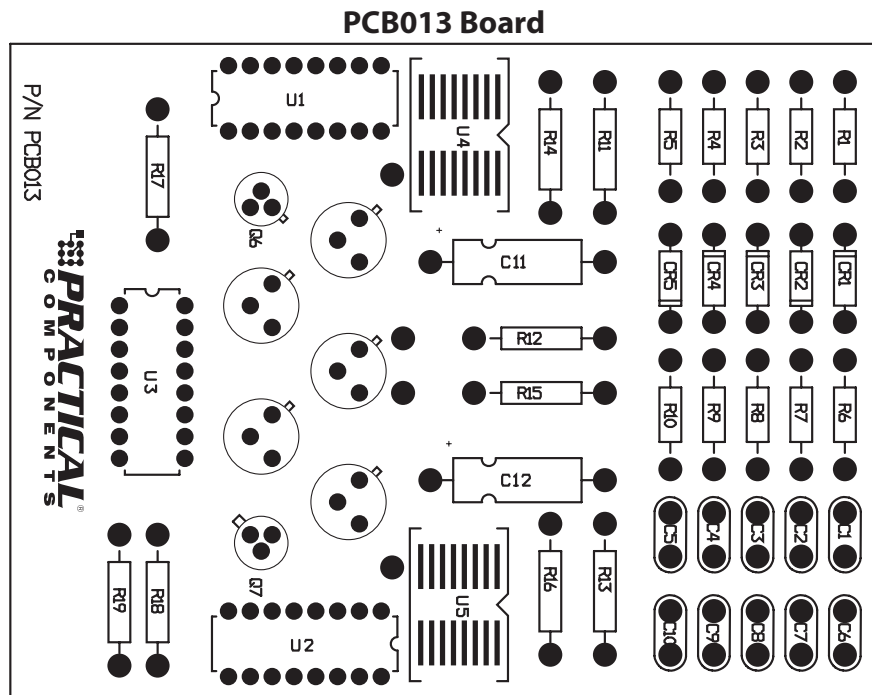 PCB013 Board
P/N PCB013
U1
U4
R14
R11
R5
R4
R3
R2
R1
R17
Q6
C11
CR5
CR4
CR3
CR2
CR1
PRACTICAL®
COMPONENTS
U3
R12
R15
R10
R9
R8
R7
R6
C12
C5
C4
C3
C2
C1
R19
R18
Q7
U2
U5
R16
R13
C10
C9
C8
C7
C6